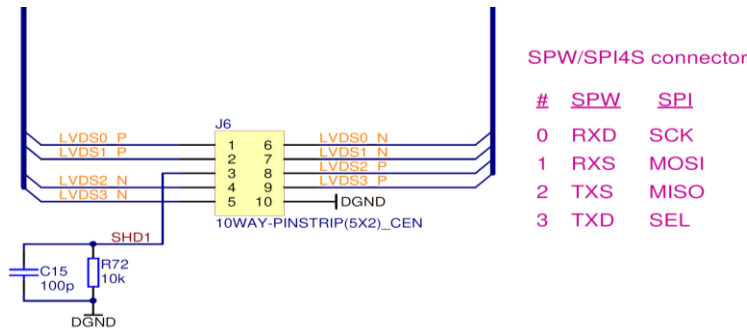 SPW/SPI4S connector
# SPW SPI
0 RXD SCK
1 RXS MOSI
2 TXS MISO
3 TXD SEL
J6
LVDS0_P 1 6 LVDS0_N
LVDS1_P 2 7 LVDS1_N
3 8 LVDS2_P
LVDS2_N 4 9 LVDS3_P
LVDS3_N 5 10 DGND
10WAY-PINSTRIP(5X2)_CEN
SHD1
C15
100p
R72
10k
DGND